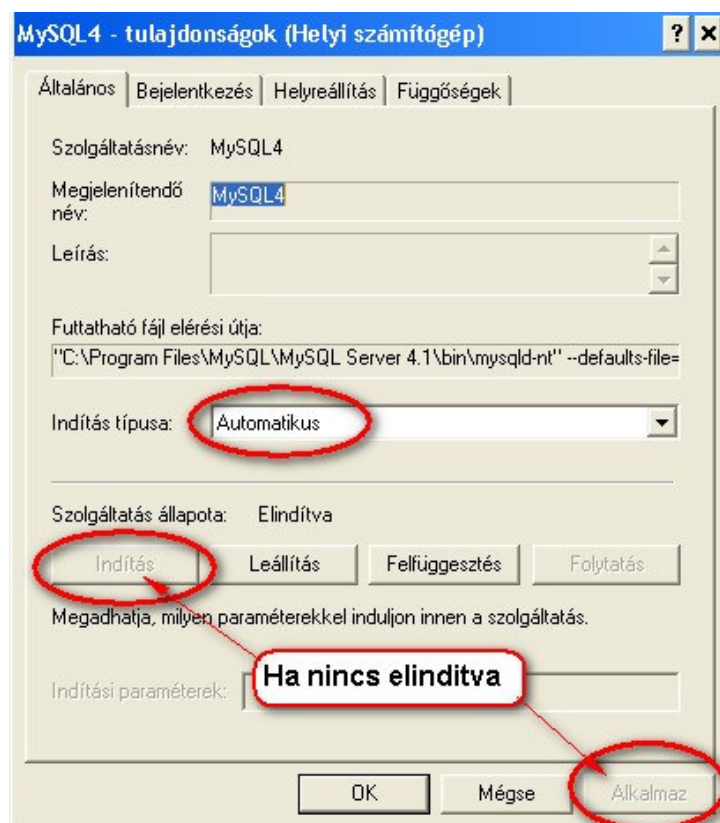 MySQL4 - tulajdonságok (Helyi számítógép)
Általános Bejelentkezés Helyreállítás Függőségek
Szolgáltatásnév: MySQL4
Megjelenítendő név: MySQL4
Leírás:
Futtatható fájl elérési útja:
"C:\Program Files\MySQL\MySQL Server 4.1\bin\mysqld-nt" --defaults-file=
Indítás típusa: Automatikus
Szolgáltatás állapota: Elindítva
Indítás Leállítás Felfüggesztés Folytatás
Megadhatja, milyen paraméterekkel induljon innen a szolgáltatás.
Ha nincs elinditva
Indítási paraméterek:
OK Mégse Alkalmaz